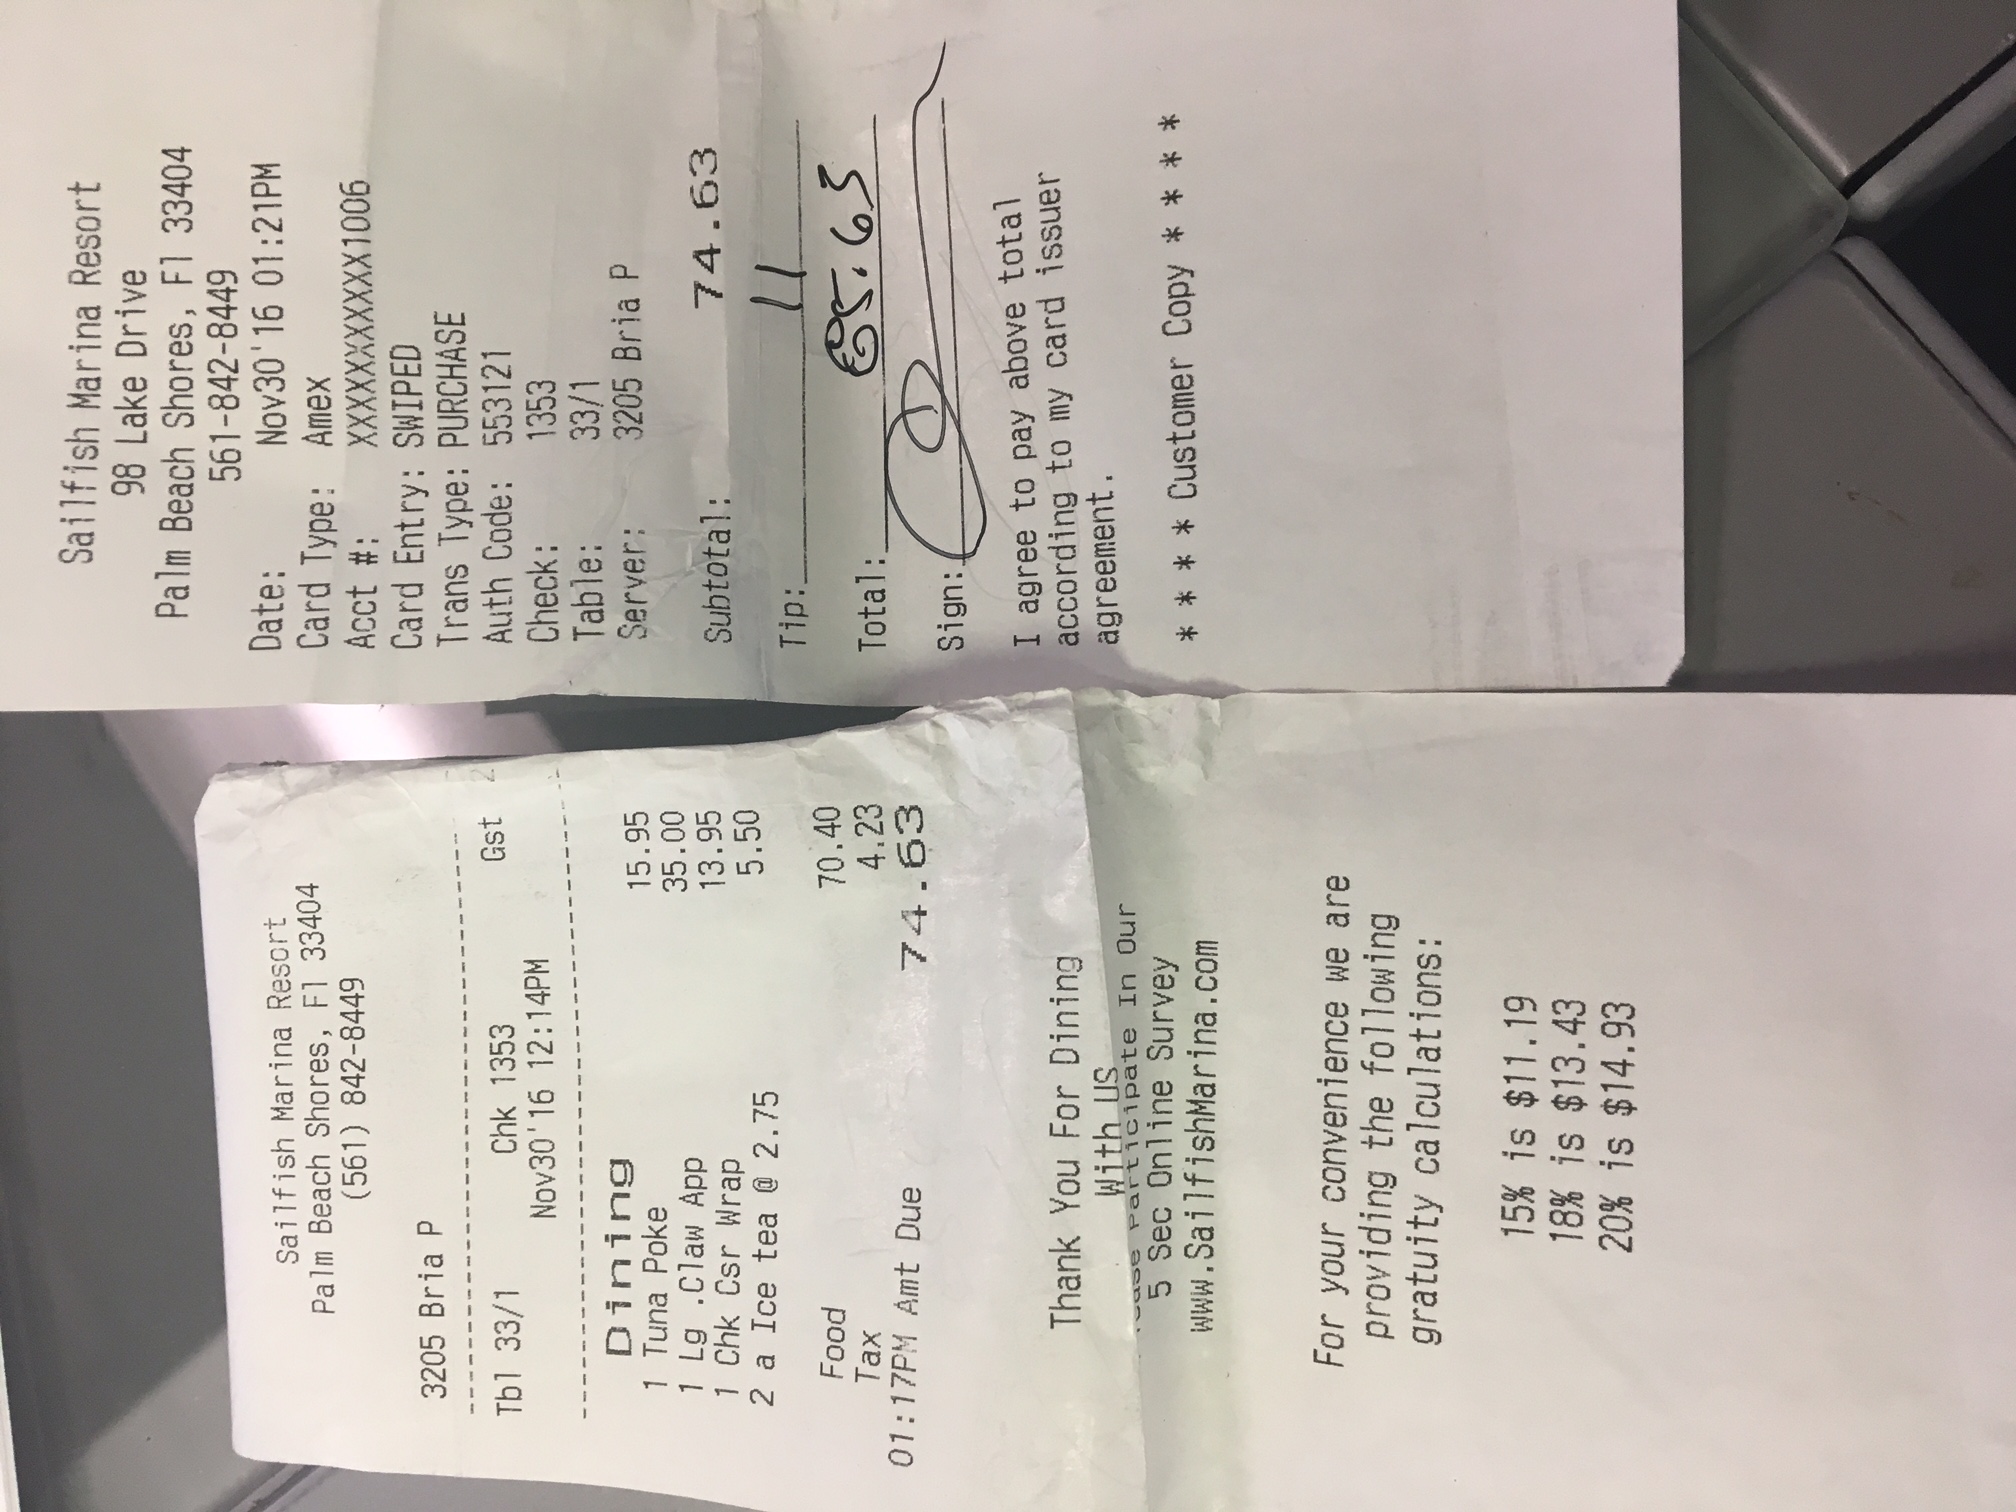 Sailfish Marina Resort
Palm Beach Shores, Fl 33404
(561) 842-8449
3205 Bria P
Tbl 33/1 Chk 1353 Gst 2
Nov30'16 12:14PM
Dining
1 Tuna Poke 15.95
1 Lg .Claw App 35.00
1 Chk Csr Wrap 13.95
2 a Ice tea @ 2.75 5.50
Food 70.40
Tax 4.23
01:17PM Amt Due 74.63
Thank You For Dining
With US
Participate In Our
5 Sec Online Survey
www.SailfishMarina.com
For your convenience we are
providing the following
gratuity calculations:
15% is $11.19
18% is $13.43
20% is $14.93
Sailfish Marina Resort
98 Lake Drive
Palm Beach Shores, Fl 33404
561-842-8449
Date: Nov30'16 01:21PM
Card Type: Amex
Acct #: XXXXXXXXXXX1006
Card Entry: SWIPED
Trans Type: PURCHASE
Auth Code: 553121
Check: 1353
Table: 33/1
Server: 3205 Bria P
Subtotal: 74.63
Tip: 11
Total: 85.63
Sign:
I agree to pay above total
according to my card issuer
agreement.
* * * * Customer Copy * * * *